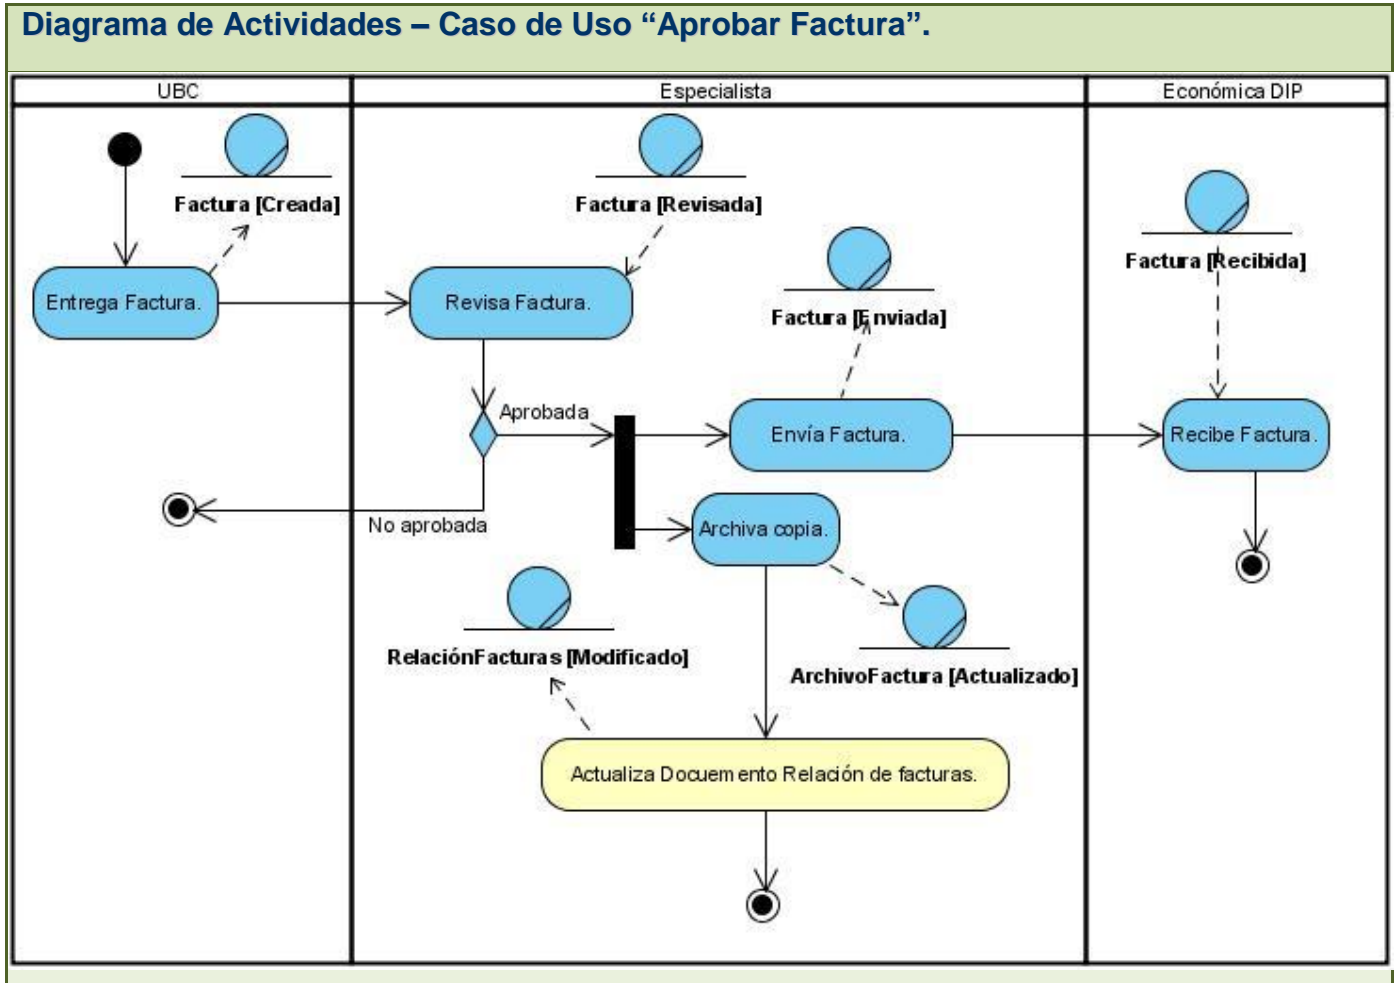 Diagrama de Actividades – Caso de Uso “Aprobar Factura”.
UBC
Especialista
Económica DIP
Factura [Creada]
Factura [Revisada]
Factura [Recibida]
Entrega Factura.
Revisa Factura.
Factura [Enviada]
Aprobada
Envía Factura.
Recibe Factura.
No aprobada
Archiva copia.
RelaciónFacturas [Modificado]
ArchivoFactura [Actualizado]
Actualiza Docuemento Relación de facturas.